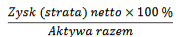 Zysk (strata) netto × 100 %
Aktywa razem